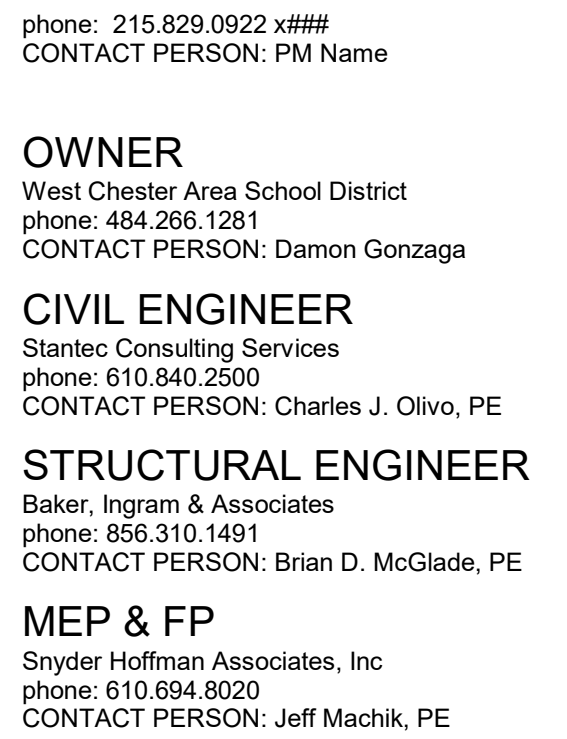 phone:  215.829.0922 x###
CONTACT PERSON: PM Name
OWNER
West Chester Area School District
phone: 484.266.1281
CONTACT PERSON: Damon Gonzaga
CIVIL ENGINEER
Stantec Consulting Services
phone: 610.840.2500
CONTACT PERSON: Charles J. Olivo, PE
STRUCTURAL ENGINEER
Baker, Ingram & Associates
phone: 856.310.1491
CONTACT PERSON: Brian D. McGlade, PE
MEP & FP
Snyder Hoffman Associates, Inc
phone: 610.694.8020
CONTACT PERSON: Jeff Machik, PE